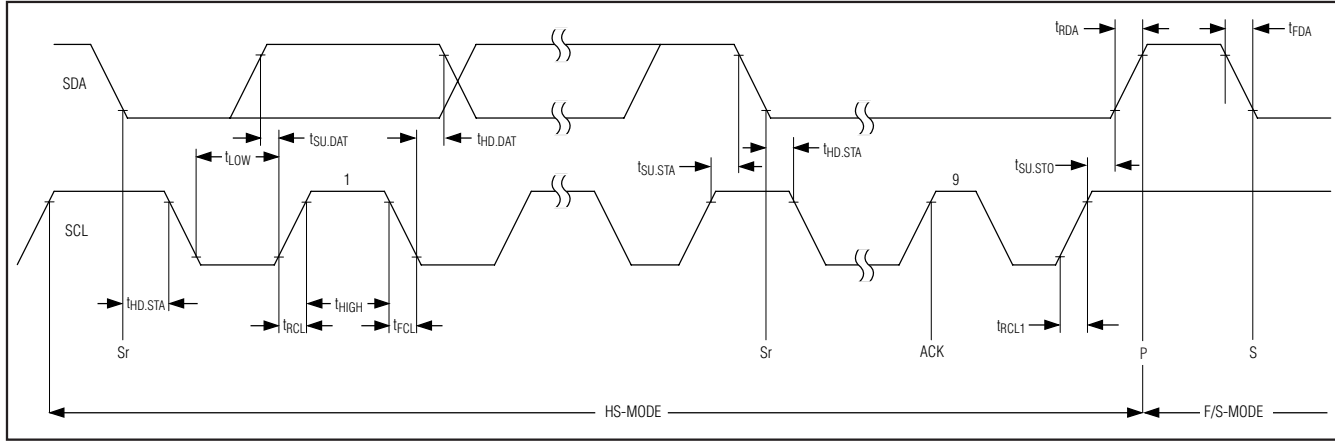 tRDA
tFDA
SDA
tSU.DAT
tHD.DAT
tLOW
tHD.STA
tSU.STA
tSU.STO
1
9
SCL
tHD.STA
tHIGH
tRCL
tFCL
tRCL1
Sr
Sr
ACK
P
S
HS-MODE
F/S-MODE